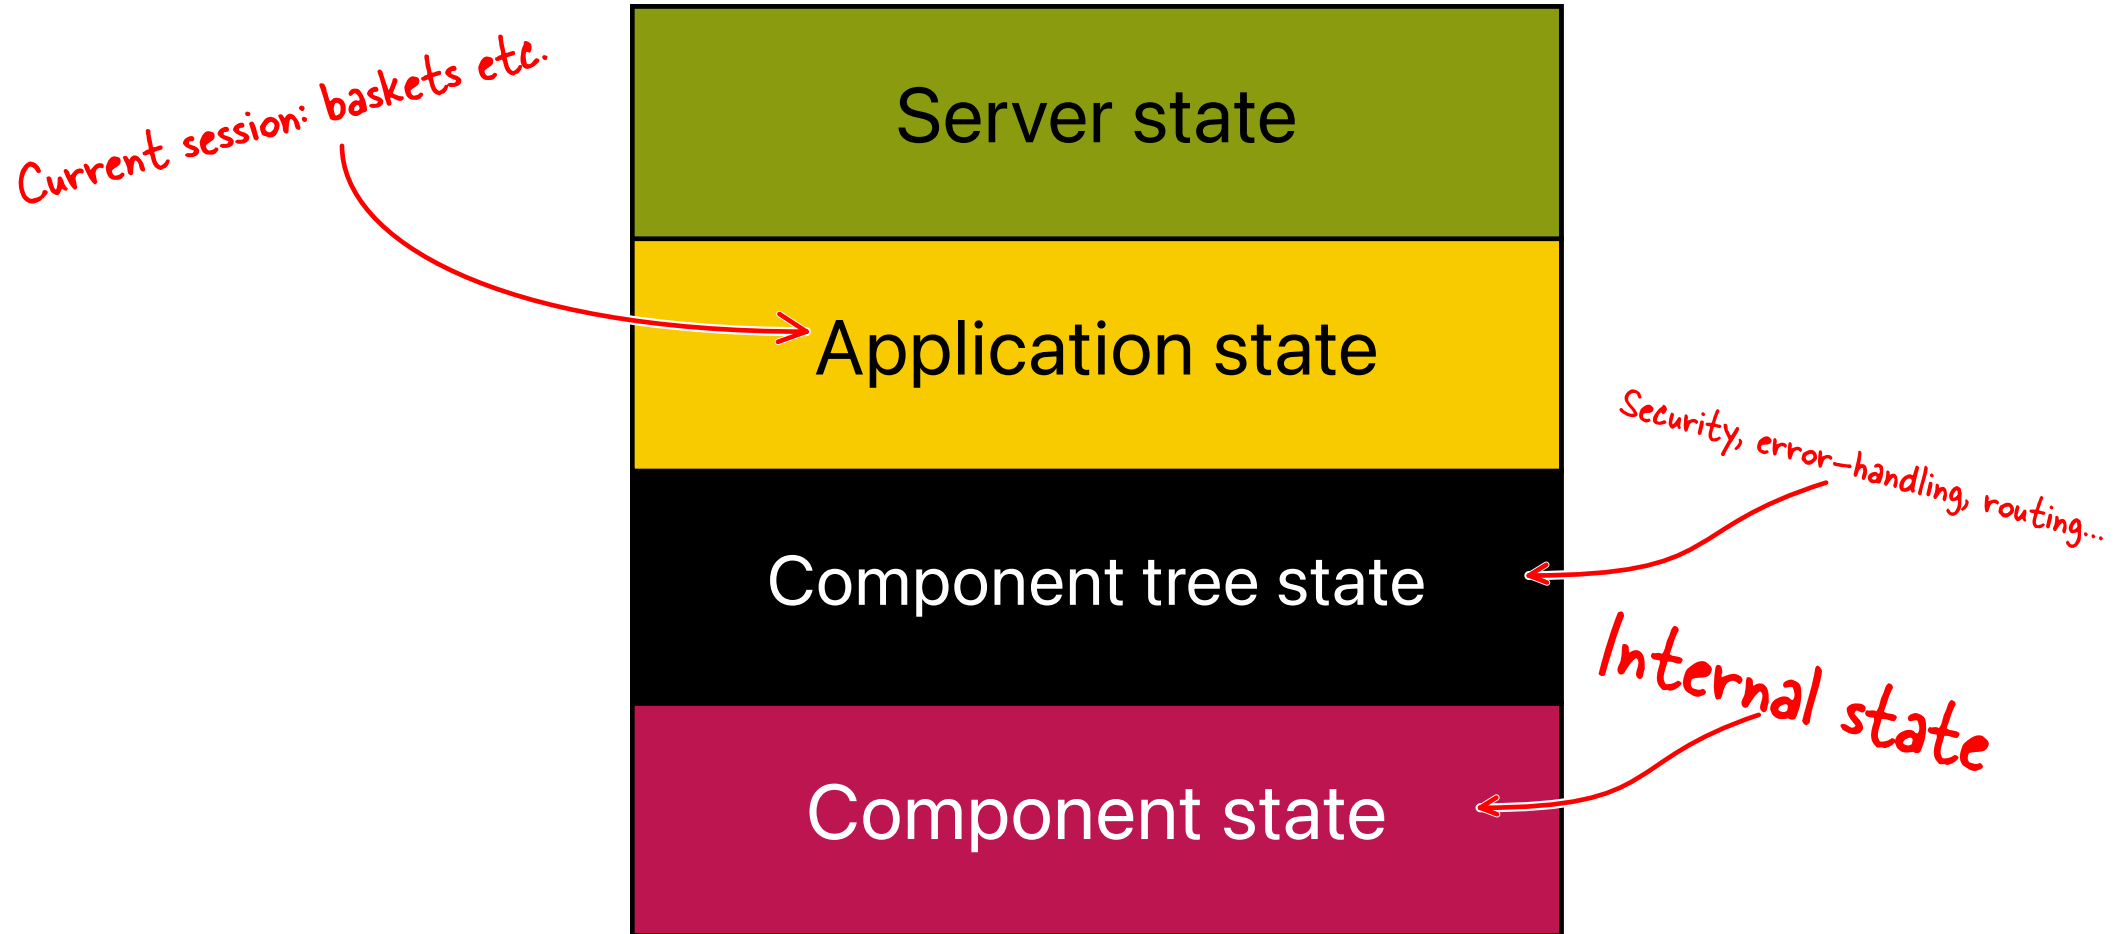 Server state
Current session: baskets etc.
Application state
Security, error-handling, routing...
Component tree state
Internal state
Component state